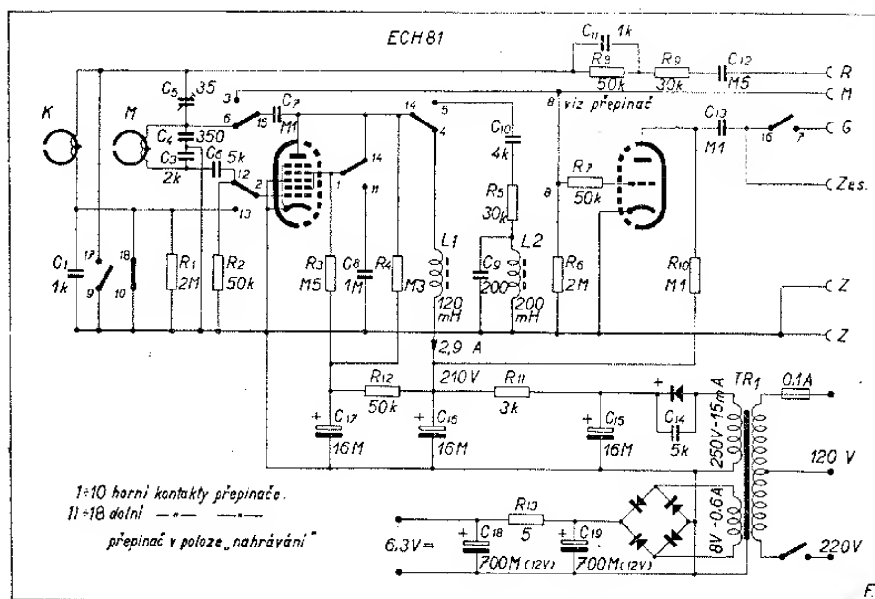 ECH81
C11 1k
R8 50k
R9 30k
C12 M5
R
M
G
Zes.
Z
Z
K
M
C5 35
C4 350
C3 2k
C6 5k
C7 M1
3
6
15
12
2
13
14
1
11
14
5
4
C10 4k
R5 30k
8 viz přepínač
8
R7 50k
C13 M1
16
7
C1 1k
17
9
18
10
R1 2M
R2 50k
R3 M5
C8 1M
R4 M3
L1
120 mH
C9 200
L2
200 mH
R6 2M
R10 M1
2,9 A
210V
R12 50k
R11 3k
C17 16M
C16 16M
C15 16M
C14 5k
250V-15mA
TR1
0,1A
120 V
220V
8V-0,6A
1÷10 horní kontakty přepínače.
11÷18 dolní —„— —„—
přepínač v poloze „nahrávání“
6,3V=
R13 5
C18 700M (12V)
C19 700M (12V)